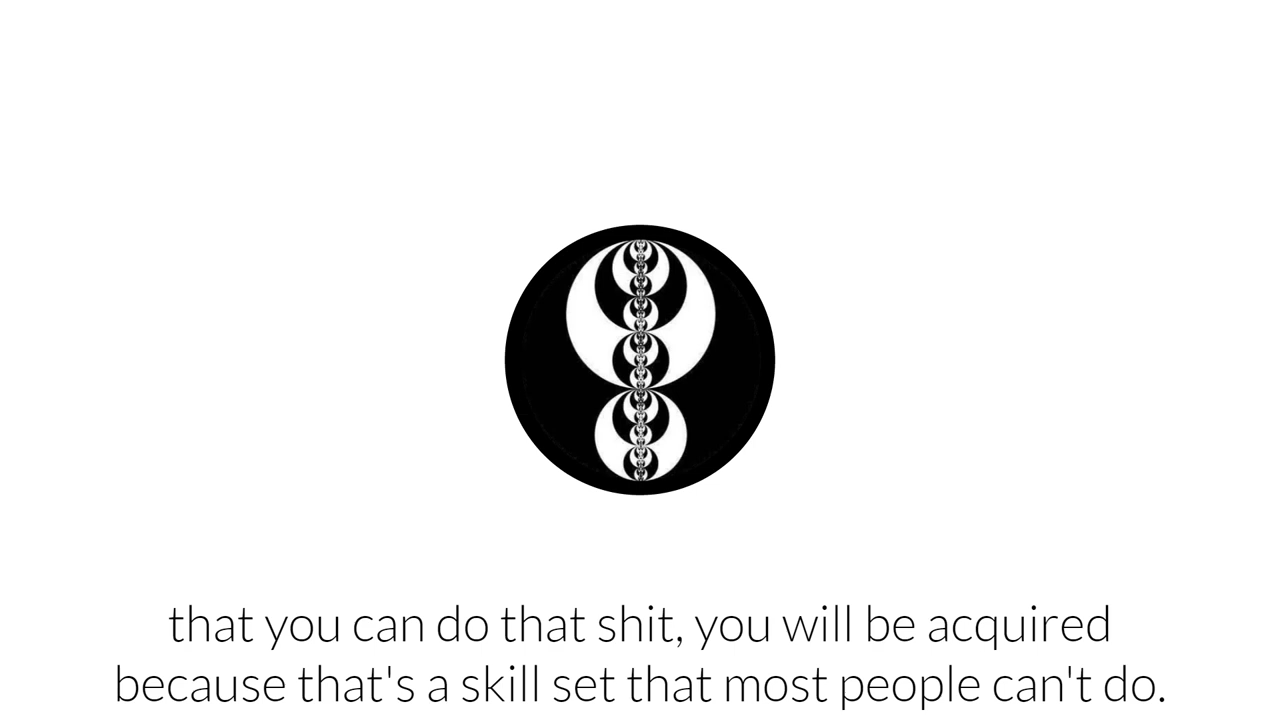 that you can do that shit, you will be acquired
because that's a skill set that most people can't do.